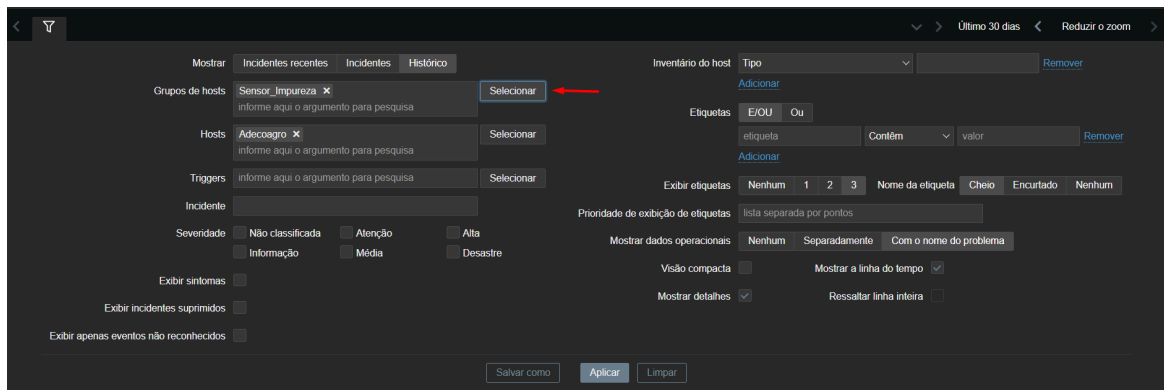 Último 30 dias Reduzir o zoom
Mostrar Incidentes recentes Incidentes Histórico
Grupos de hosts Sensor_Impureza Selecionar
informe aqui o argumento para pesquisa
Hosts Adecoagro Selecionar
informe aqui o argumento para pesquisa
Triggers informe aqui o argumento para pesquisa Selecionar
Incidente
Severidade Não classificada Atenção Alta
Informação Média Desastre
Exibir sintomas
Exibir incidentes suprimidos
Exibir apenas eventos não reconhecidos
Inventário do host Tipo Remover
Adicionar
Etiquetas E/OU Ou
etiqueta Contêm valor Remover
Adicionar
Exibir etiquetas Nenhum 1 2 3 Nome da etiqueta Cheio Encurtado Nenhum
Prioridade de exibição de etiquetas lista separada por pontos
Mostrar dados operacionais Nenhum Separadamente Com o nome do problema
Visão compacta Mostrar a linha do tempo
Mostrar detalhes Ressaltar linha inteira
Salvar como Aplicar Limpar